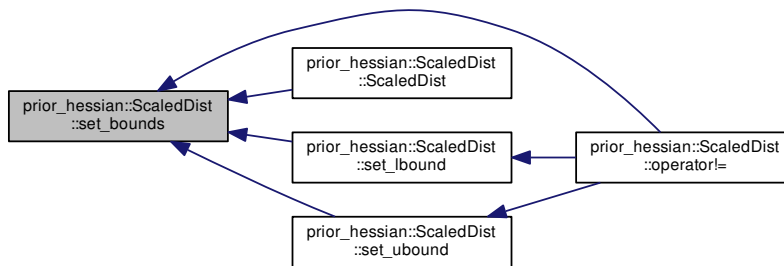 prior_hessian::ScaledDist
::set_bounds
prior_hessian::ScaledDist
::ScaledDist
prior_hessian::ScaledDist
::set_lbound
prior_hessian::ScaledDist
::set_ubound
prior_hessian::ScaledDist
::operator!=